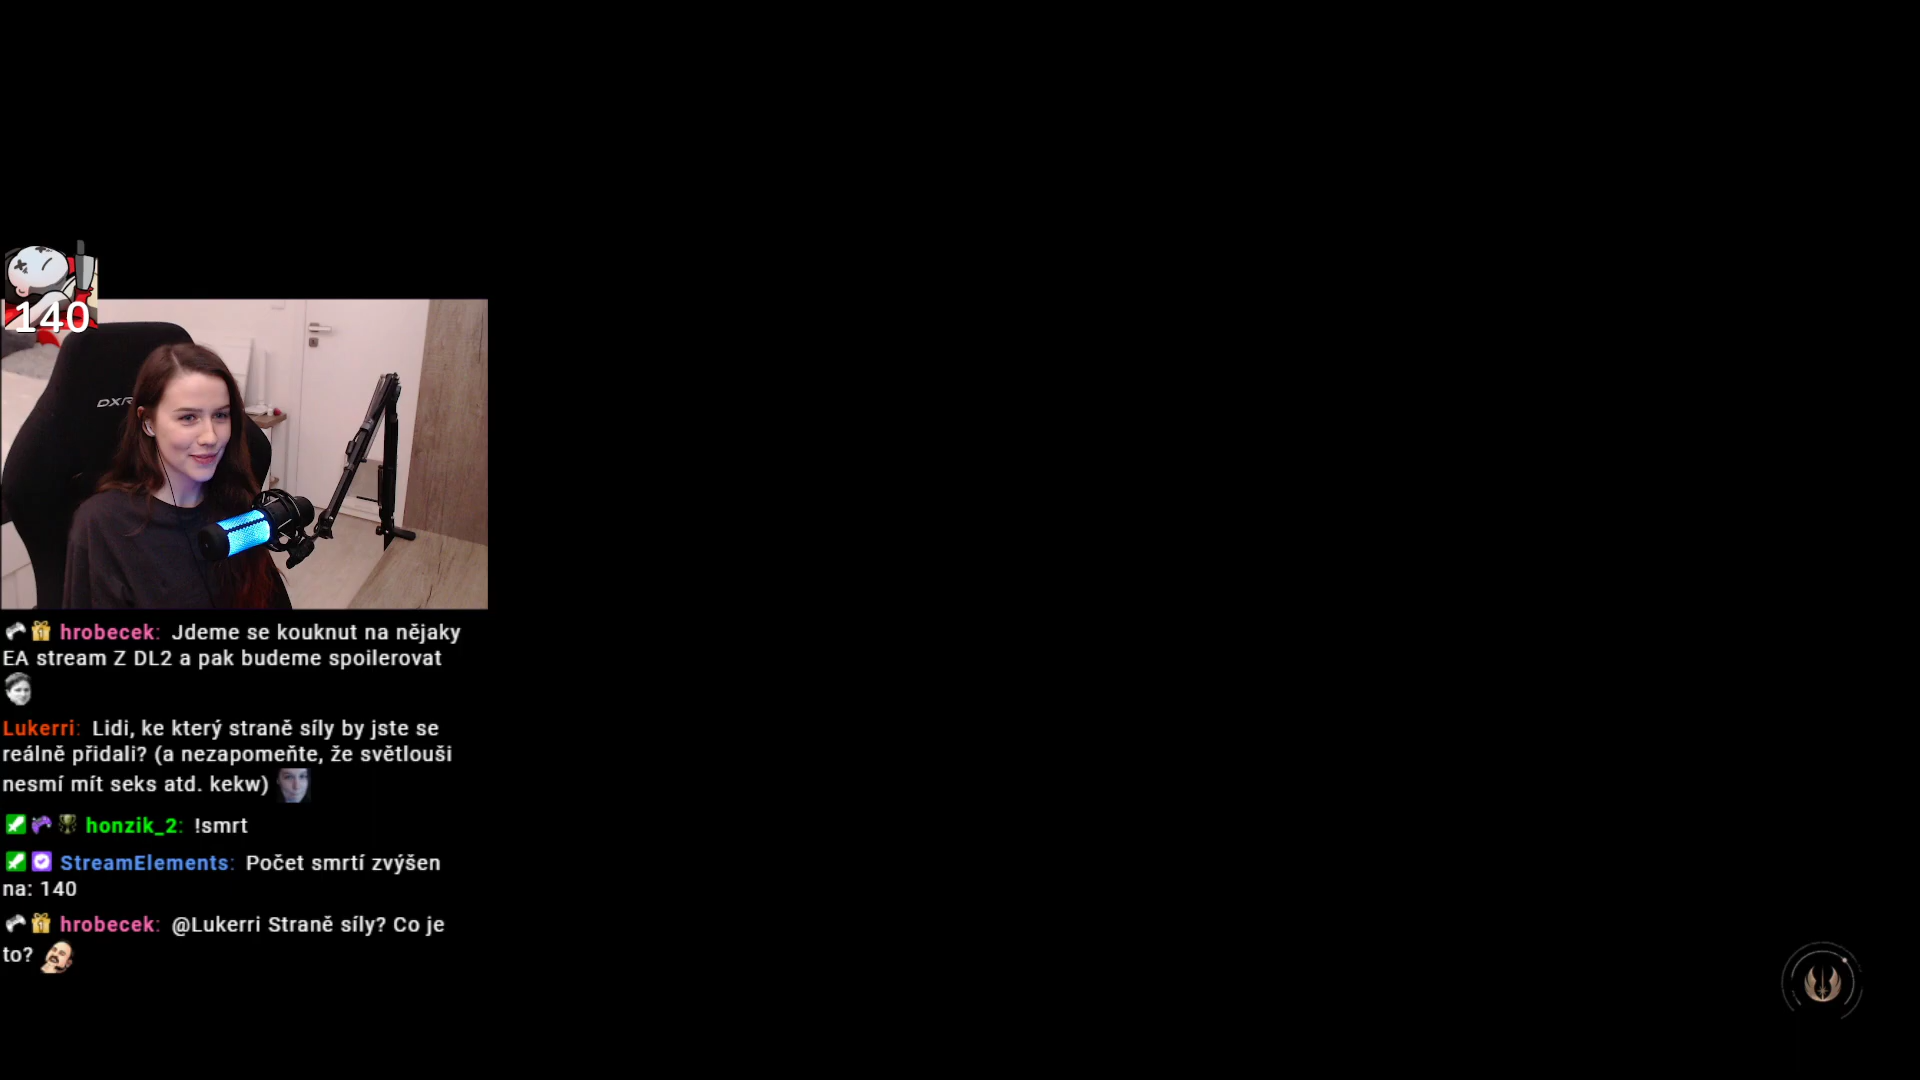 140
DXR
hrobecek: Jdeme se kouknut na nějaky
EA stream Z DL2 a pak budeme spoilerovat
Lukerri: Lidi, ke který straně síly by jste se
reálně přidali? (a nezapomeňte, že světlouši
nesmí mít seks atd. kekw)
honzik_2: !smrt
StreamElements: Počet smrtí zvýšen
na: 140
hrobecek: @Lukerri Straně síly? Co je
to?